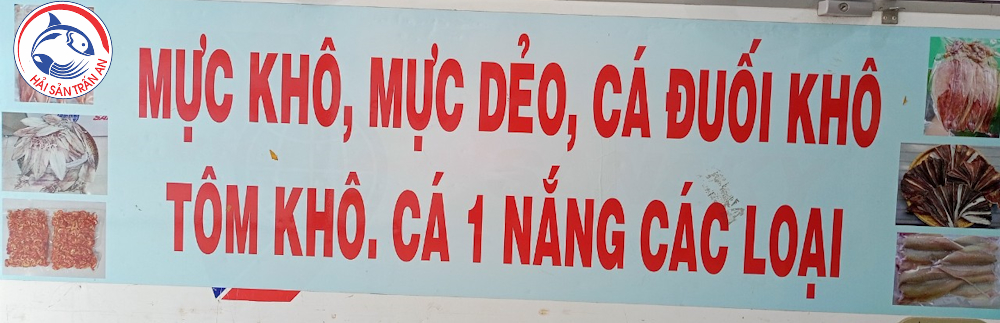 HẢI SẢN TRẦN AN
MỰC KHÔ, MỰC DẺO, CÁ ĐUỐI KHÔ
TÔM KHÔ. CÁ 1 NẮNG CÁC LOẠI